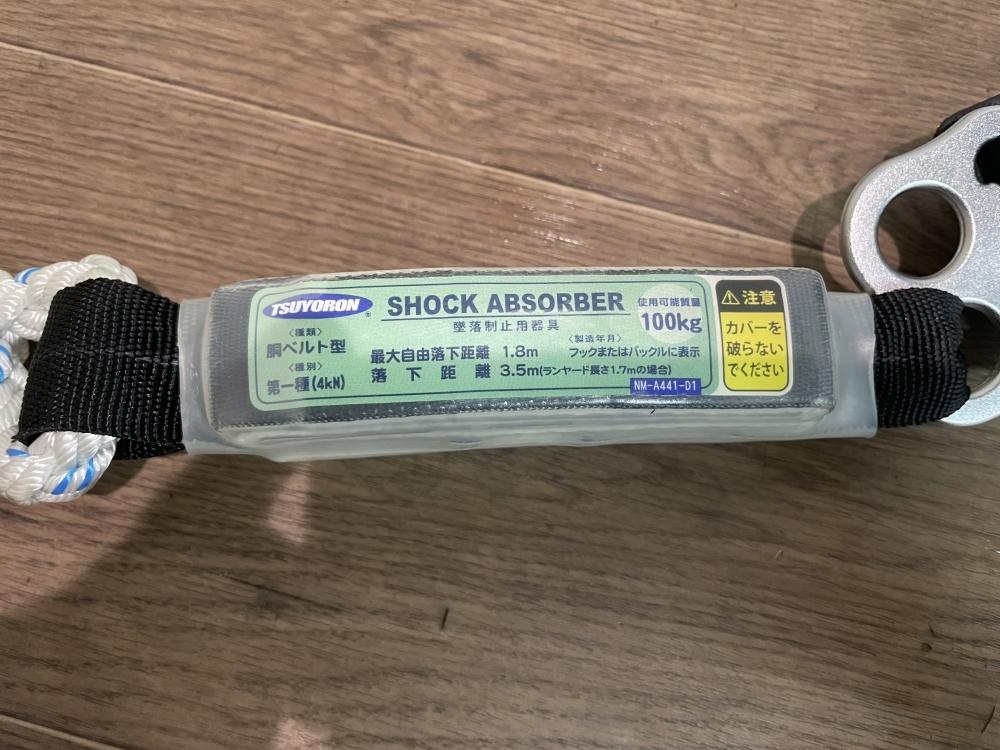 TSUYORON®
SHOCK ABSORBER
墜落制止用器具
使用可能質量
100kg
〈種類〉
胴ベルト型
〈種別〉
第一種(4kN)
最大自由落下距離 1.8m
落下距離 3.5m(ランヤード長さ1.7mの場合)
〈製造年月〉
フックまたはバックルに表示
NM-A441-D1
⚠注意
カバーを
破らない
でください